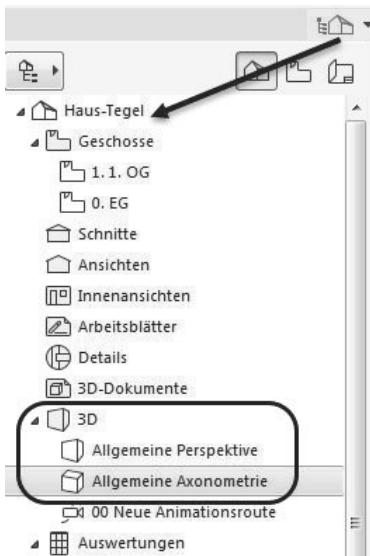 Haus-Tegel
Geschosse
1. 1. OG
0. EG
Schnitte
Ansichten
Innenansichten
Arbeitsblätter
Details
3D-Dokumente
3D
Allgemeine Perspektive
Allgemeine Axonometrie
00 Neue Animationsroute
Auswertungen